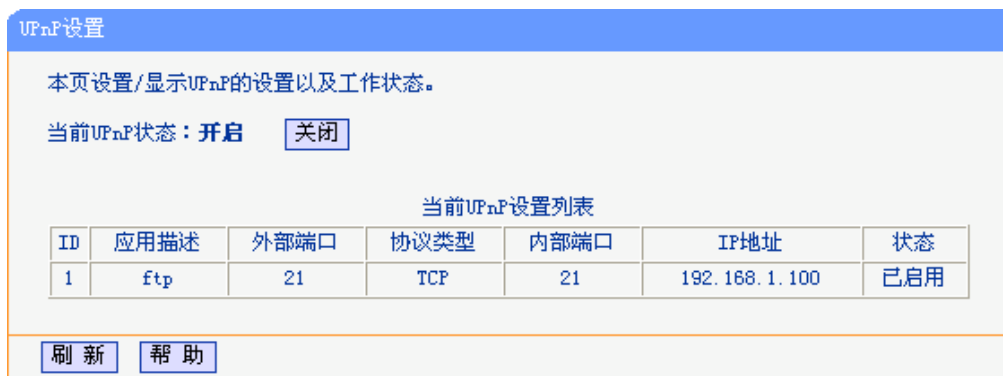 UPnP设置
本页设置/显示UPnP的设置以及工作状态。
当前UPnP状态：开启 关闭
当前UPnP设置列表
ID 应用描述 外部端口 协议类型 内部端口 IP地址 状态
1 ftp 21 TCP 21 192.168.1.100 已启用
刷 新 帮 助